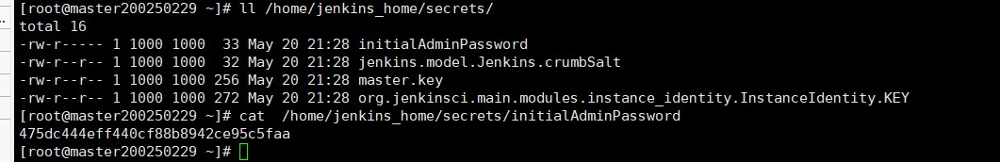 [root@master200250229 ~]# ll /home/jenkins_home/secrets/
total 16
-rw-r----- 1 1000 1000  33 May 20 21:28 initialAdminPassword
-rw-r--r-- 1 1000 1000  32 May 20 21:28 jenkins.model.Jenkins.crumbSalt
-rw-r--r-- 1 1000 1000 256 May 20 21:28 master.key
-rw-r--r-- 1 1000 1000 272 May 20 21:28 org.jenkinsci.main.modules.instance_identity.InstanceIdentity.KEY
[root@master200250229 ~]# cat  /home/jenkins_home/secrets/initialAdminPassword
475dc444eff440cf88b8942ce95c5faa
[root@master200250229 ~]#